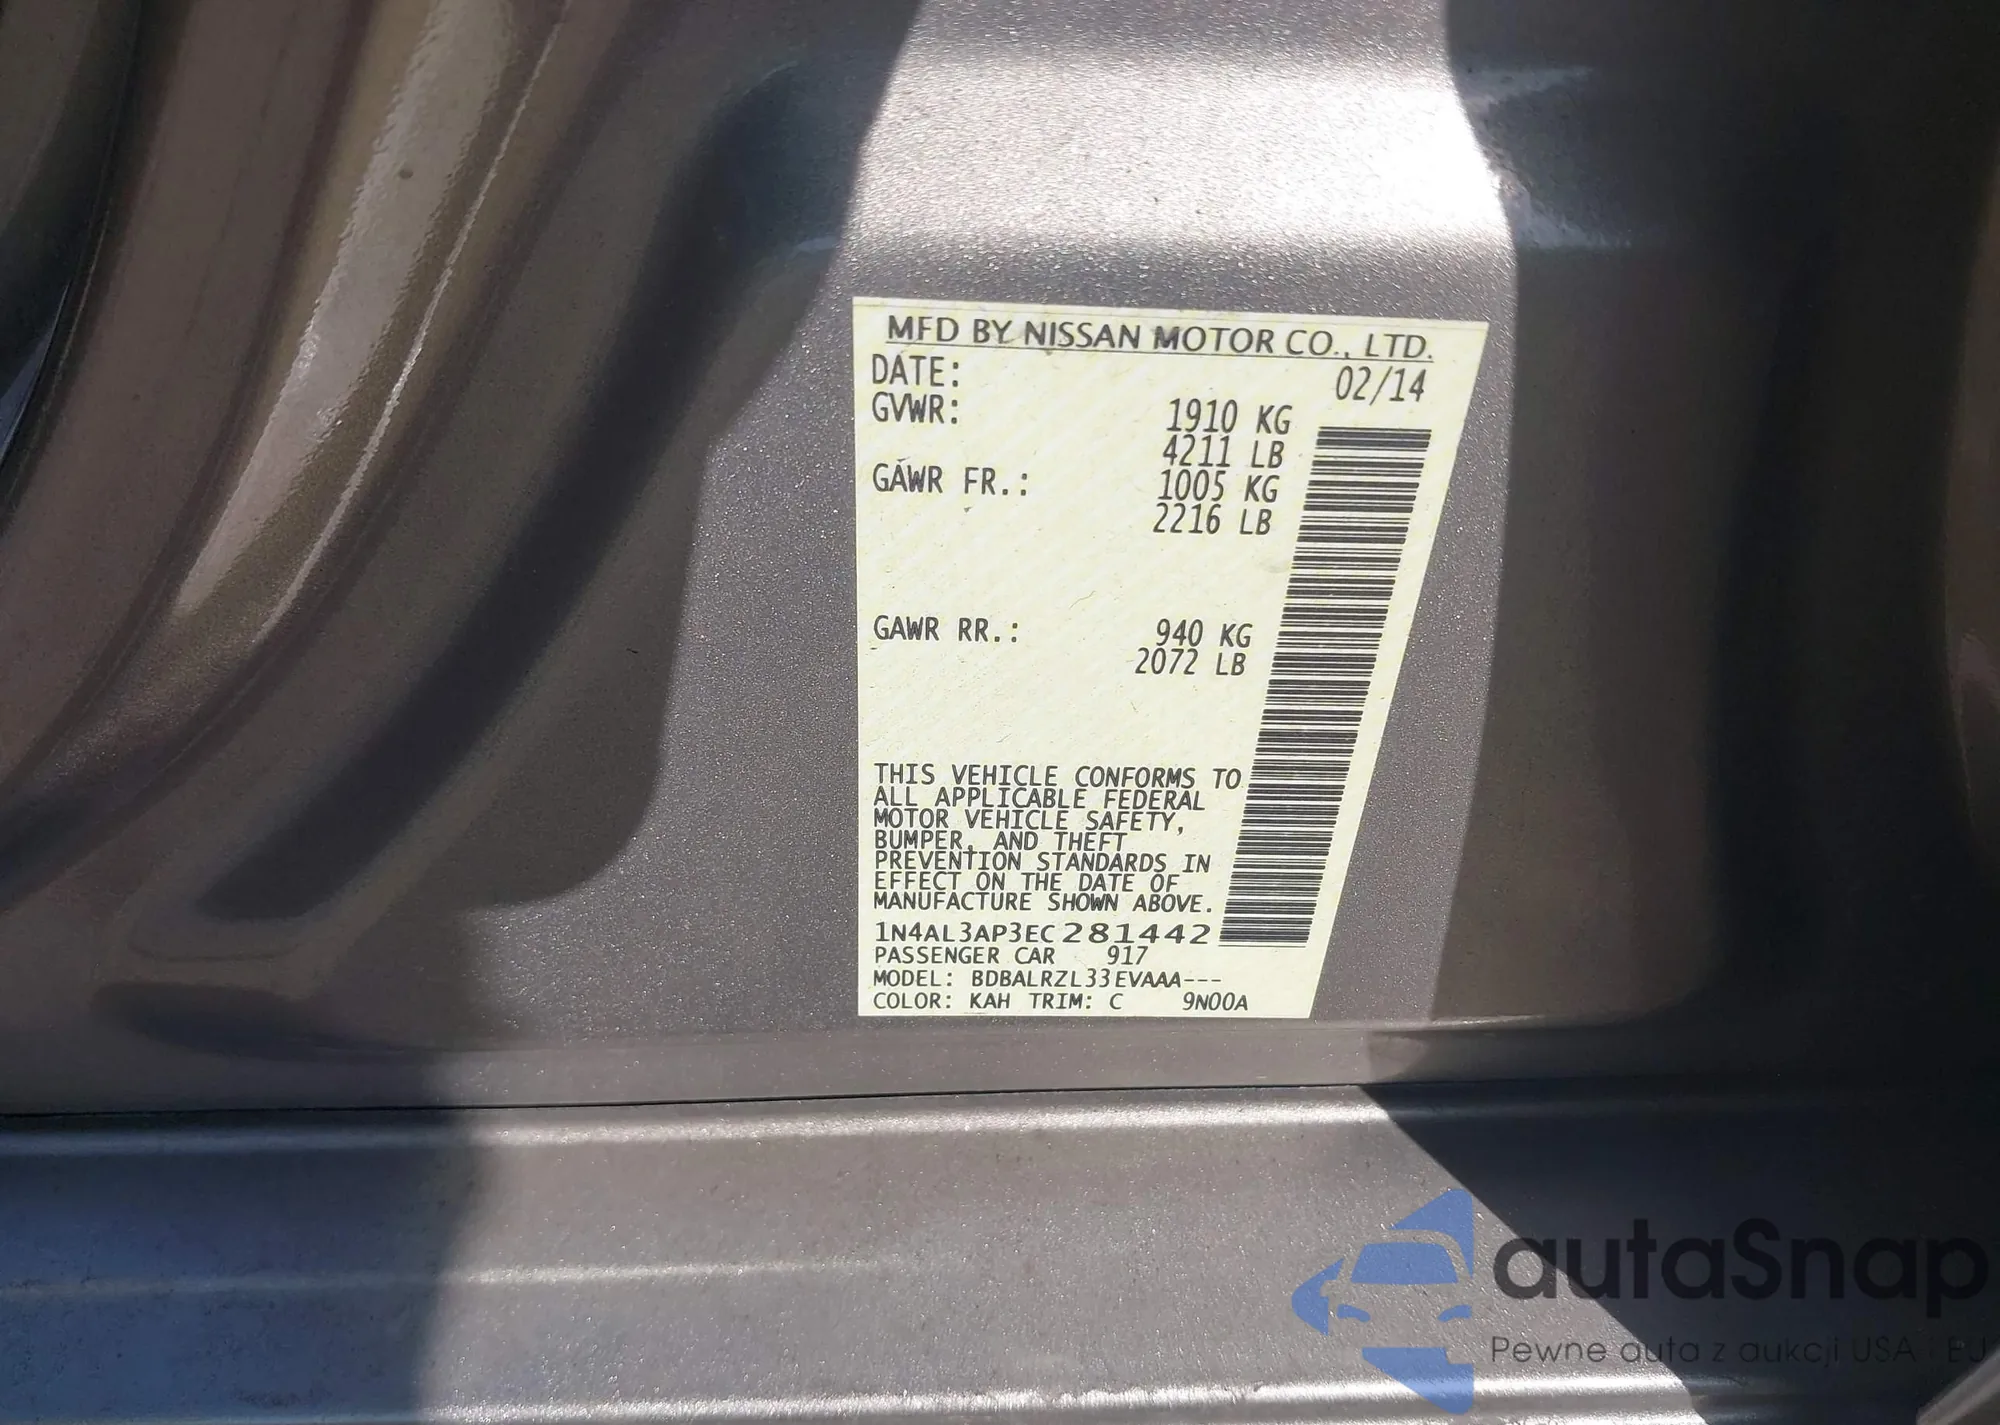 MFD BY NISSAN MOTOR CO., LTD.
DATE: 02/14
GVWR: 1910 KG
4211 LB
GAWR FR.: 1005 KG
2216 LB
GAWR RR.: 940 KG
2072 LB
THIS VEHICLE CONFORMS TO
ALL APPLICABLE FEDERAL
MOTOR VEHICLE SAFETY,
BUMPER, AND THEFT
PREVENTION STANDARDS IN
EFFECT ON THE DATE OF
MANUFACTURE SHOWN ABOVE.
1N4AL3AP3EC281442
PASSENGER CAR 917
MODEL: BDBALRZL33EVAAA---
COLOR: KAH TRIM: C 9N00A
autaSnap
Pewne auta z aukcji USA i EU